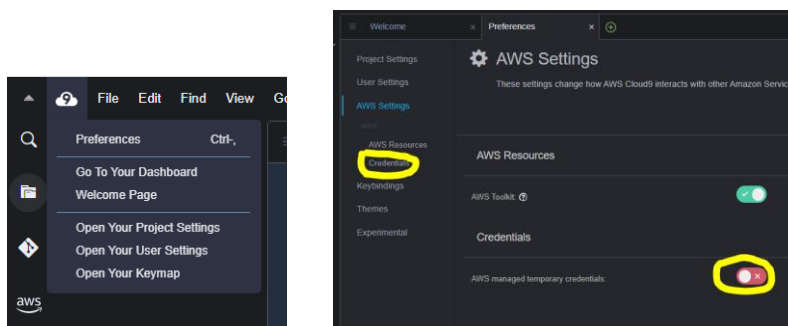 9 File Edit Find View Go
Preferences Ctrl-,
Go To Your Dashboard
Welcome Page
Open Your Project Settings
Open Your User Settings
Open Your Keymap
aws
Welcome × Preferences ×
Project Settings
User Settings
AWS Settings
AWS Resources
Credentials
Keybindings
Themes
Experimental
AWS Settings
These settings change how AWS Cloud9 interacts with other Amazon Servic
AWS Resources
AWS Toolkit:
Credentials
AWS managed temporary credentials: